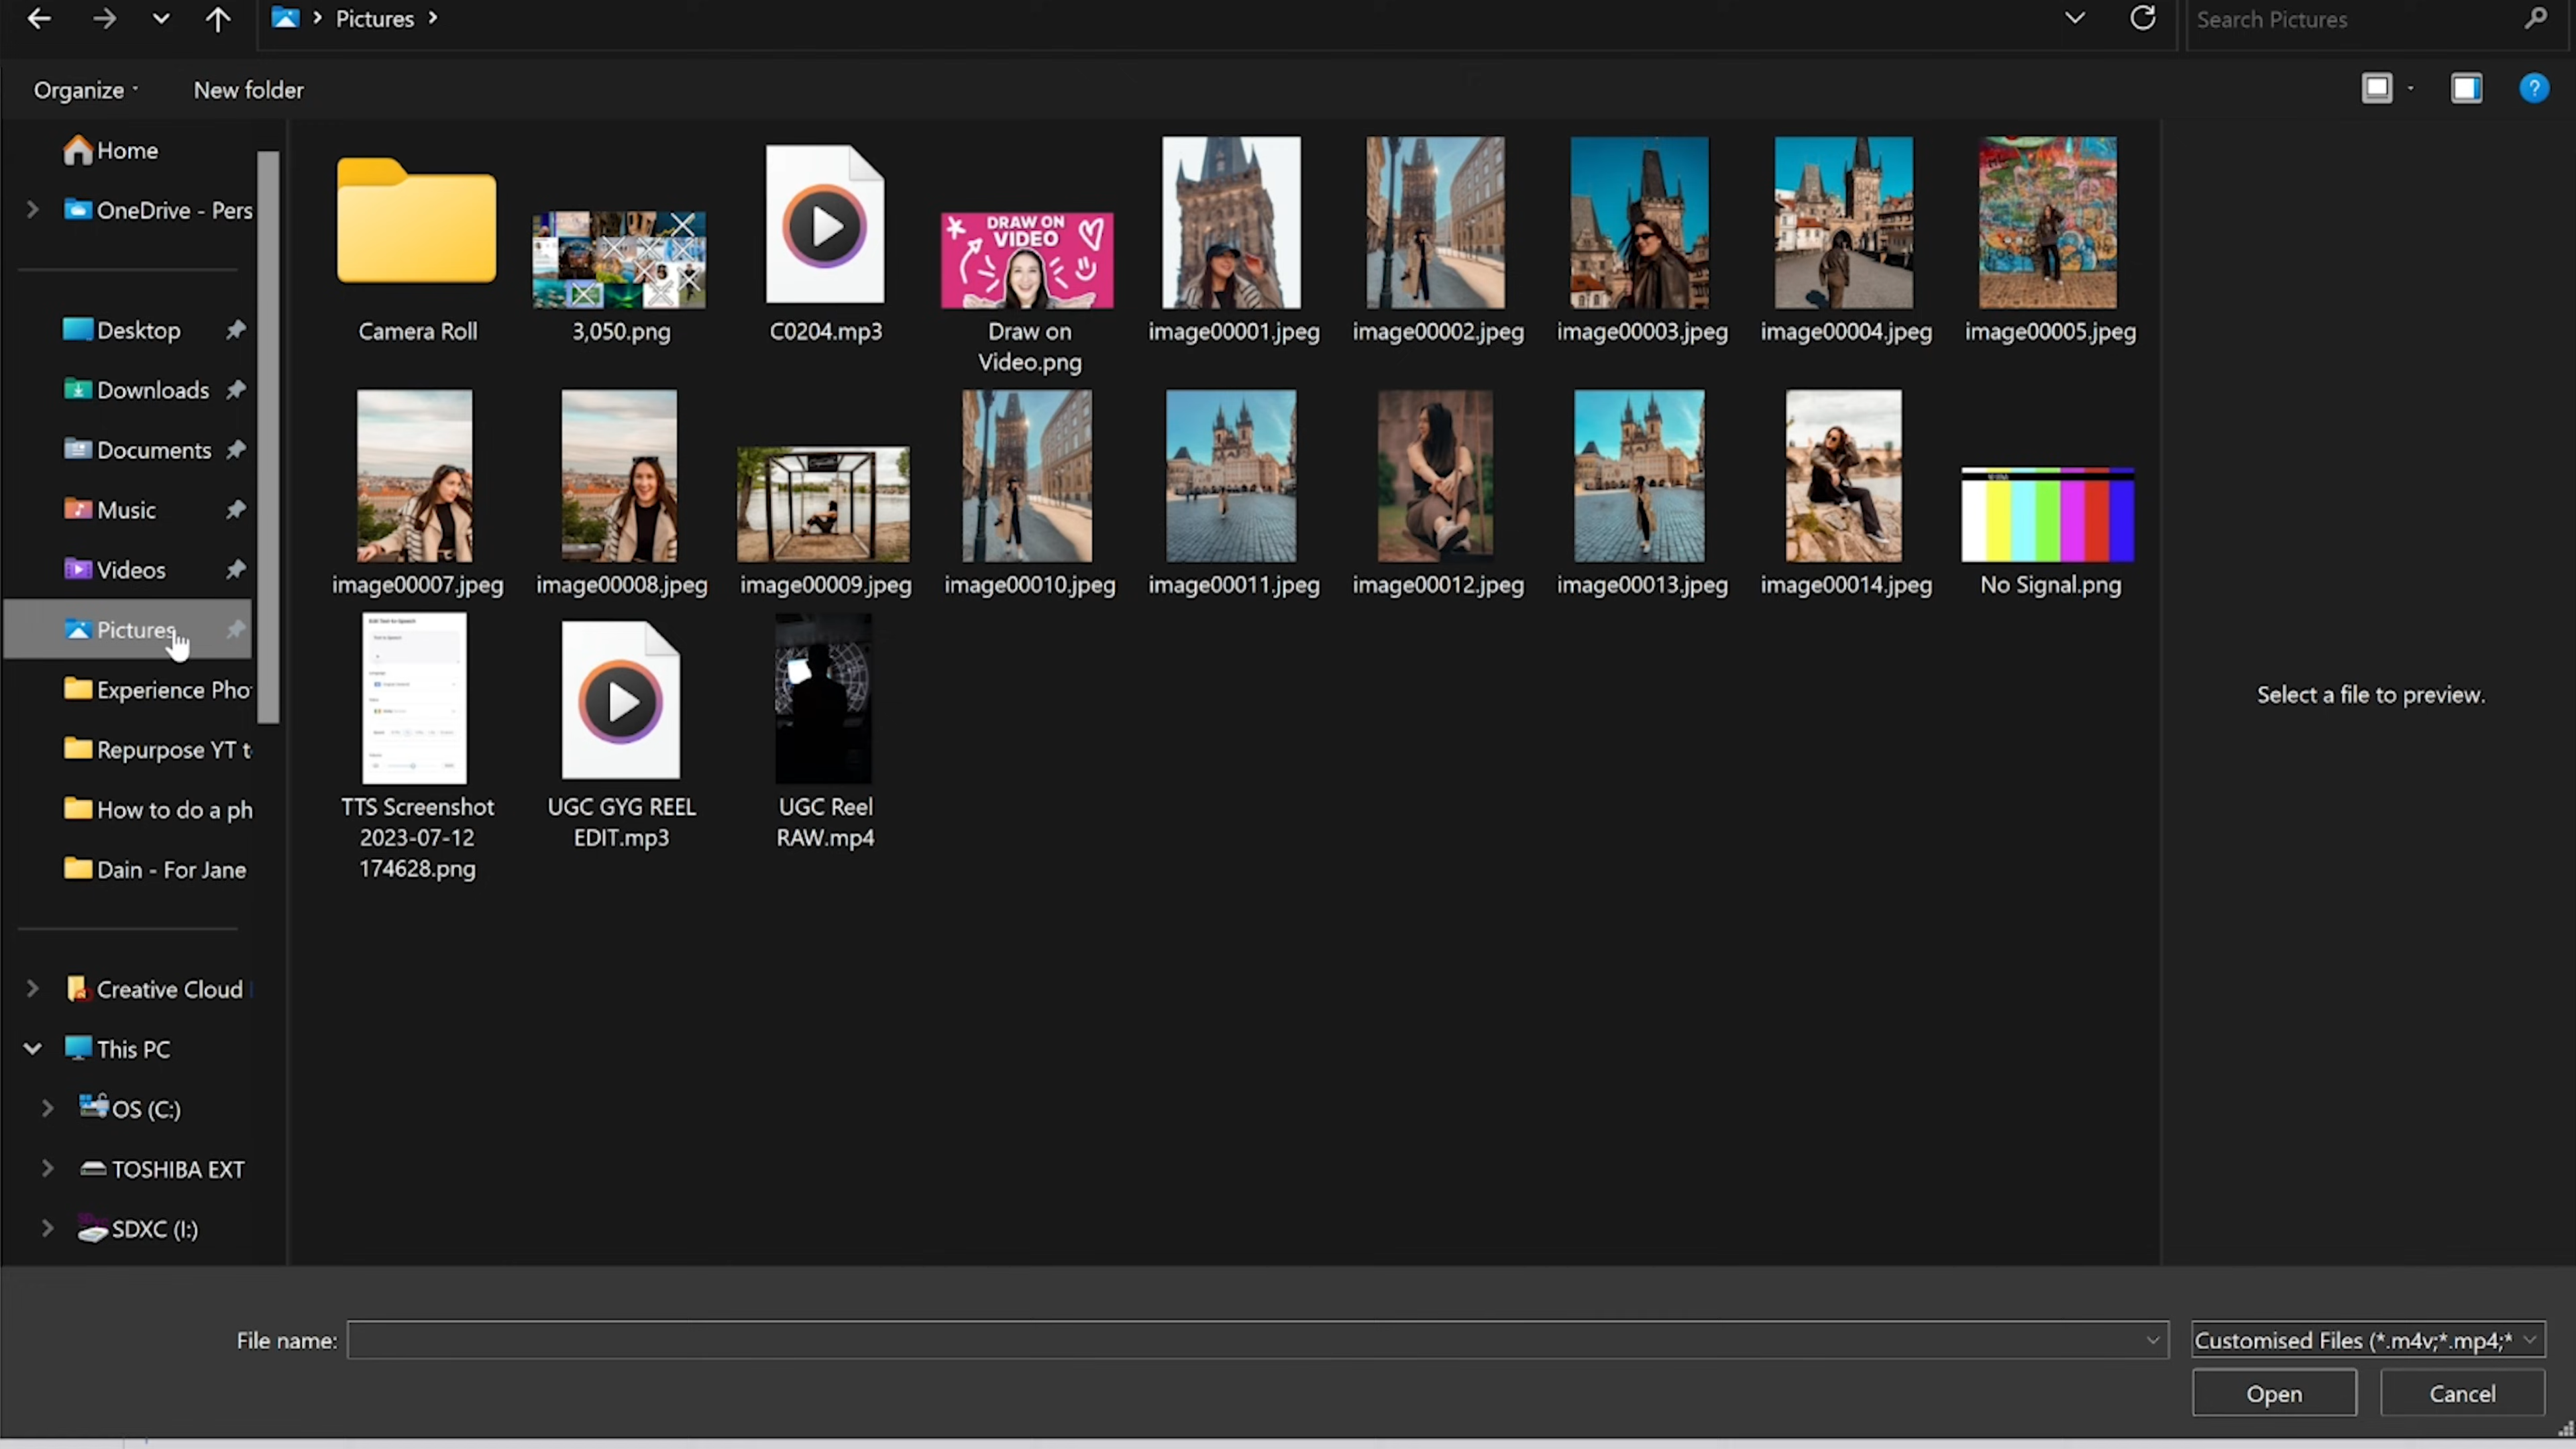 Pictures
Search Pictures
Organize
New folder
Home
OneDrive - Pers
Desktop
Downloads
Documents
Music
Videos
Pictures
Experience Pho
Repurpose YT t
How to do a ph
Dain - For Jane
Creative Cloud
This PC
OS (C:)
TOSHIBA EXT
SDXC (I:)
Camera Roll
3,050.png
C0204.mp3
DRAW ON
VIDEO
Draw on
Video.png
image00001.jpeg
image00002.jpeg
image00003.jpeg
image00004.jpeg
image00005.jpeg
image00007.jpeg
image00008.jpeg
image00009.jpeg
image00010.jpeg
image00011.jpeg
image00012.jpeg
image00013.jpeg
image00014.jpeg
No Signal.png
TTS Screenshot
2023-07-12
174628.png
UGC GYG REEL
EDIT.mp3
UGC Reel
RAW.mp4
Select a file to preview.
File name:
Customised Files (*.m4v;*.mp4;*
Open
Cancel